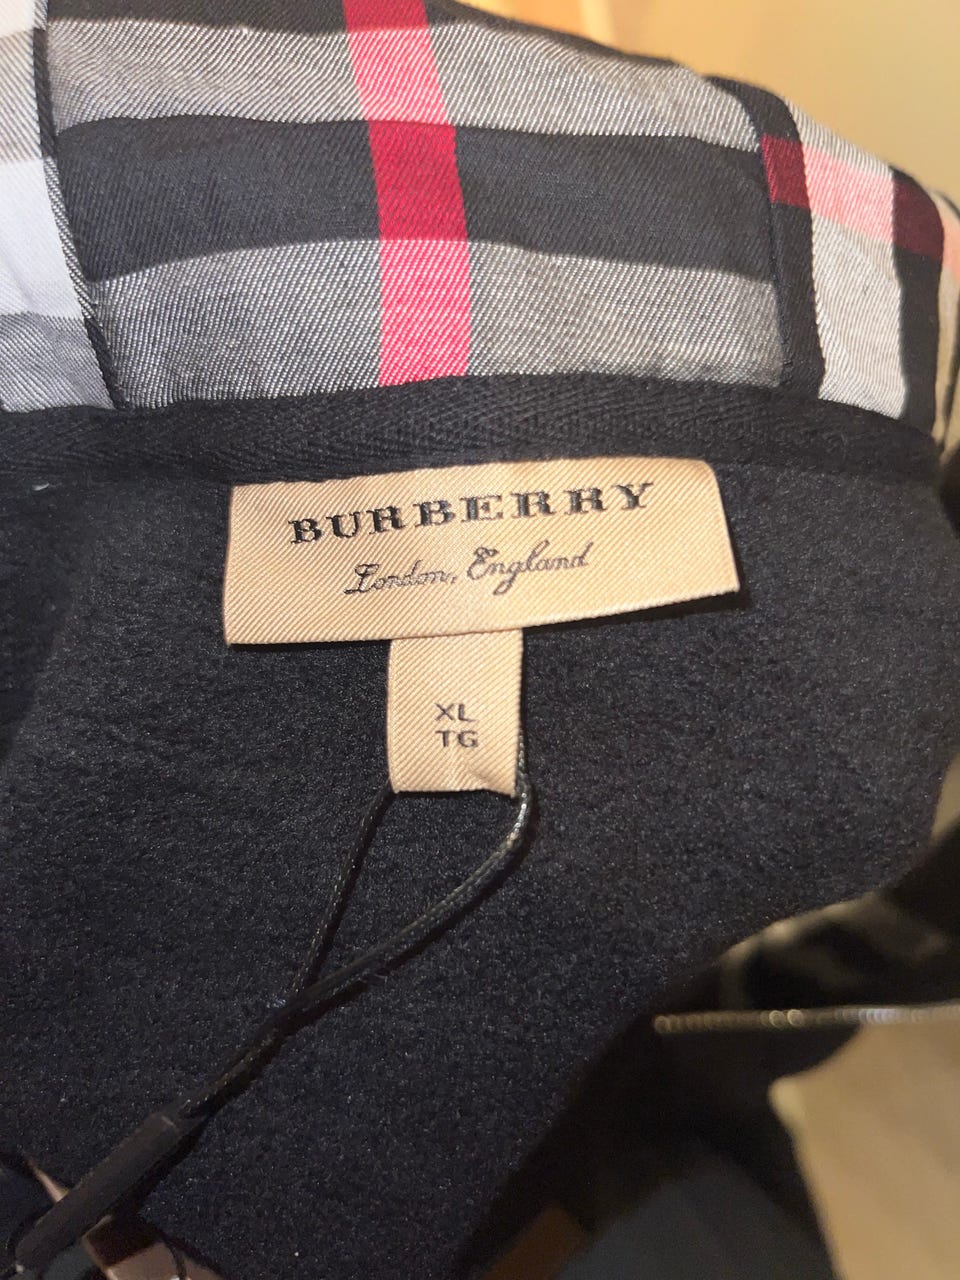 BURBERRY
London, England
XL
TG